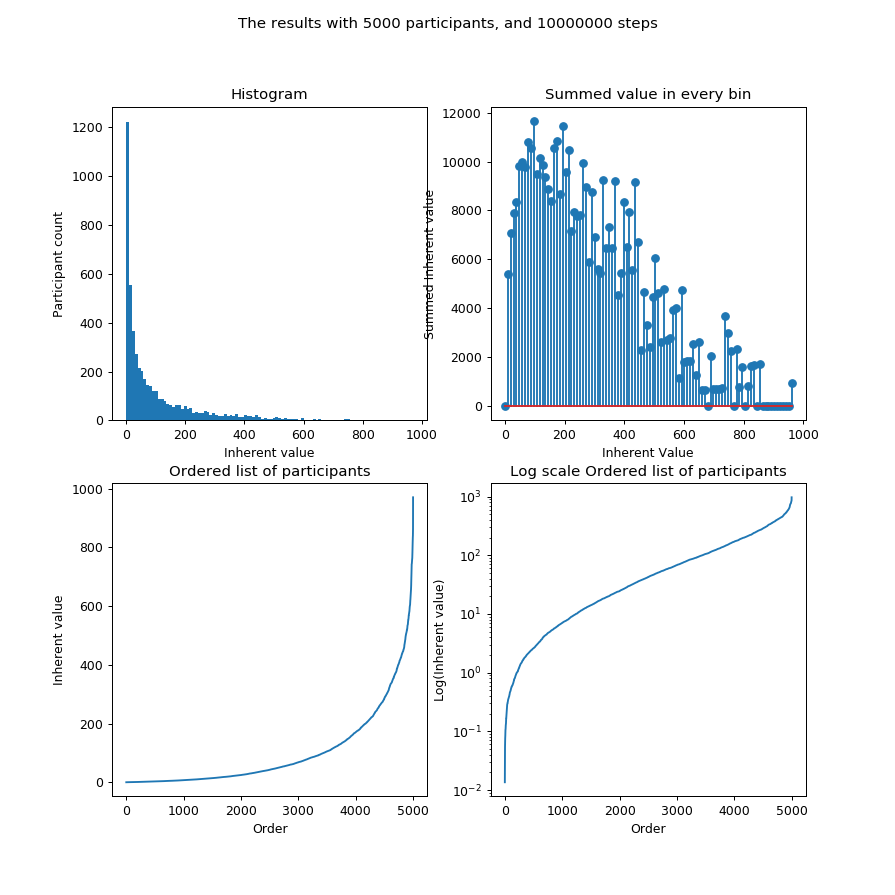 The results with 5000 participants, and 10000000 steps
Histogram
Participant count
1200
1000
800
600
400
200
0
0 200 400 600 800 1000
Inherent value
Summed value in every bin
Summed Inherent value
12000
10000
8000
6000
4000
2000
0
0 200 400 600 800 1000
Inherent Value
Ordered list of participants
Inherent value
1000
800
600
400
200
0
0 1000 2000 3000 4000 5000
Order
Log scale Ordered list of participants
Log(Inherent value)
10³
10²
10¹
10⁰
10⁻¹
10⁻²
0 1000 2000 3000 4000 5000
Order